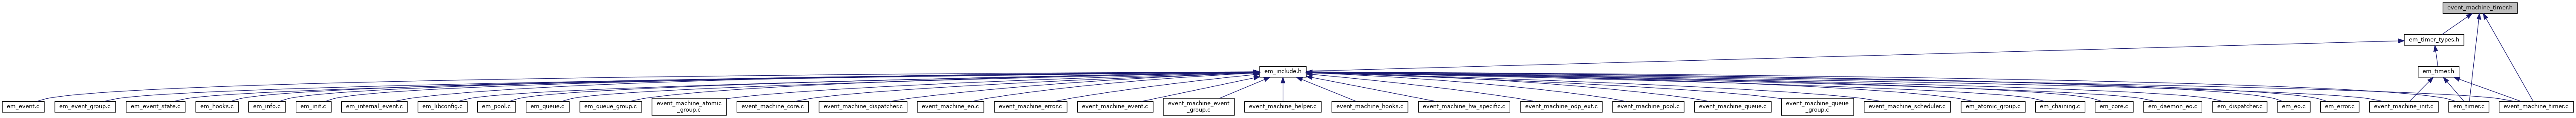 event_machine_timer.h
em_timer_types.h
em_include.h
em_timer.h
em_event.c
em_event_group.c
em_event_state.c
em_hooks.c
em_info.c
em_init.c
em_internal_event.c
em_libconfig.c
em_pool.c
em_queue.c
em_queue_group.c
event_machine_atomic
_group.c
event_machine_core.c
event_machine_dispatcher.c
event_machine_eo.c
event_machine_error.c
event_machine_event.c
event_machine_event
_group.c
event_machine_helper.c
event_machine_hooks.c
event_machine_hw_specific.c
event_machine_odp_ext.c
event_machine_pool.c
event_machine_queue.c
event_machine_queue
_group.c
event_machine_scheduler.c
em_atomic_group.c
em_chaining.c
em_core.c
em_daemon_eo.c
em_dispatcher.c
em_eo.c
em_error.c
event_machine_init.c
em_timer.c
event_machine_timer.c